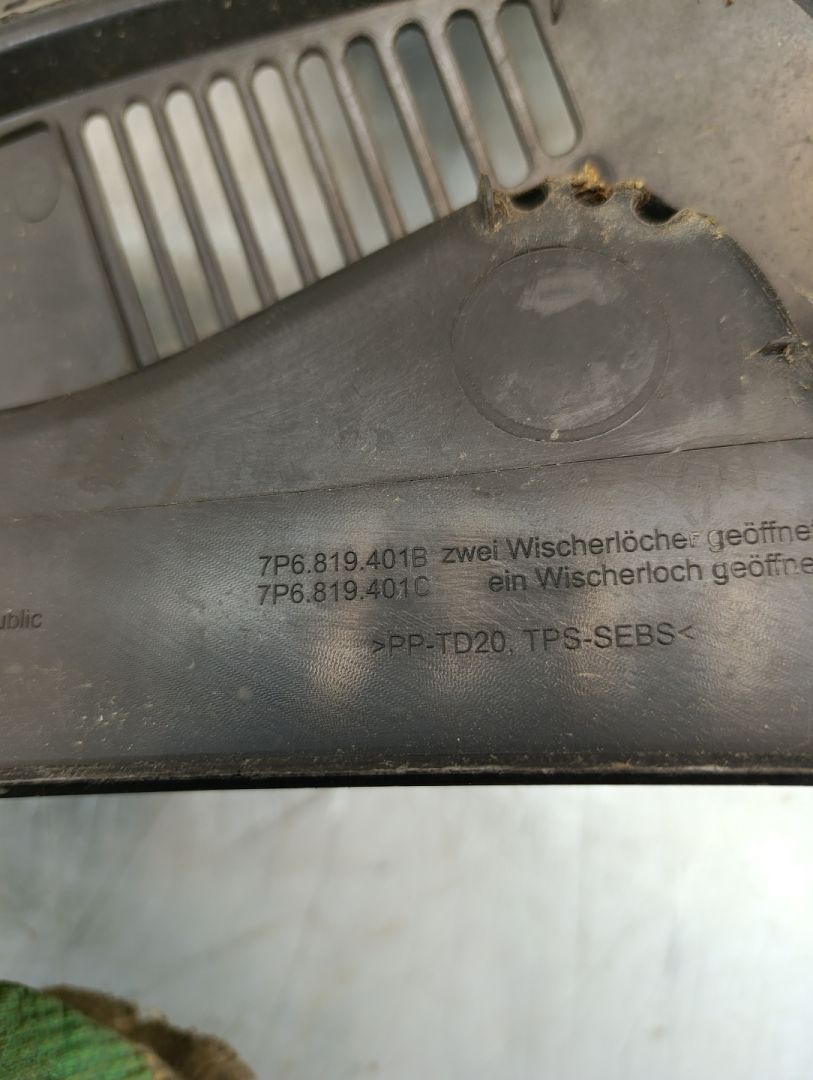 7P6.819.401B zwei Wischerlöcher geöffnet
7P6.819.401C ein Wischerloch geöffne
ublic
>PP-TD20, TPS-SEBS<